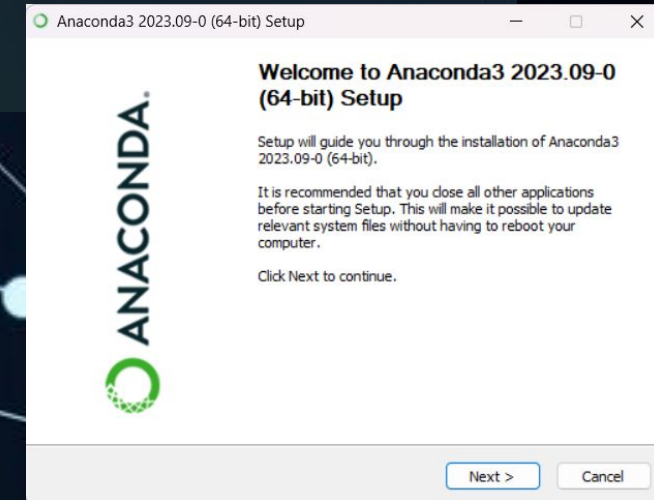 Anaconda3 2023.09-0 (64-bit) Setup
ANACONDA.
Welcome to Anaconda3 2023.09-0
(64-bit) Setup
Setup will guide you through the installation of Anaconda3
2023.09-0 (64-bit).
It is recommended that you close all other applications
before starting Setup. This will make it possible to update
relevant system files without having to reboot your
computer.
Click Next to continue.
Next >
Cancel